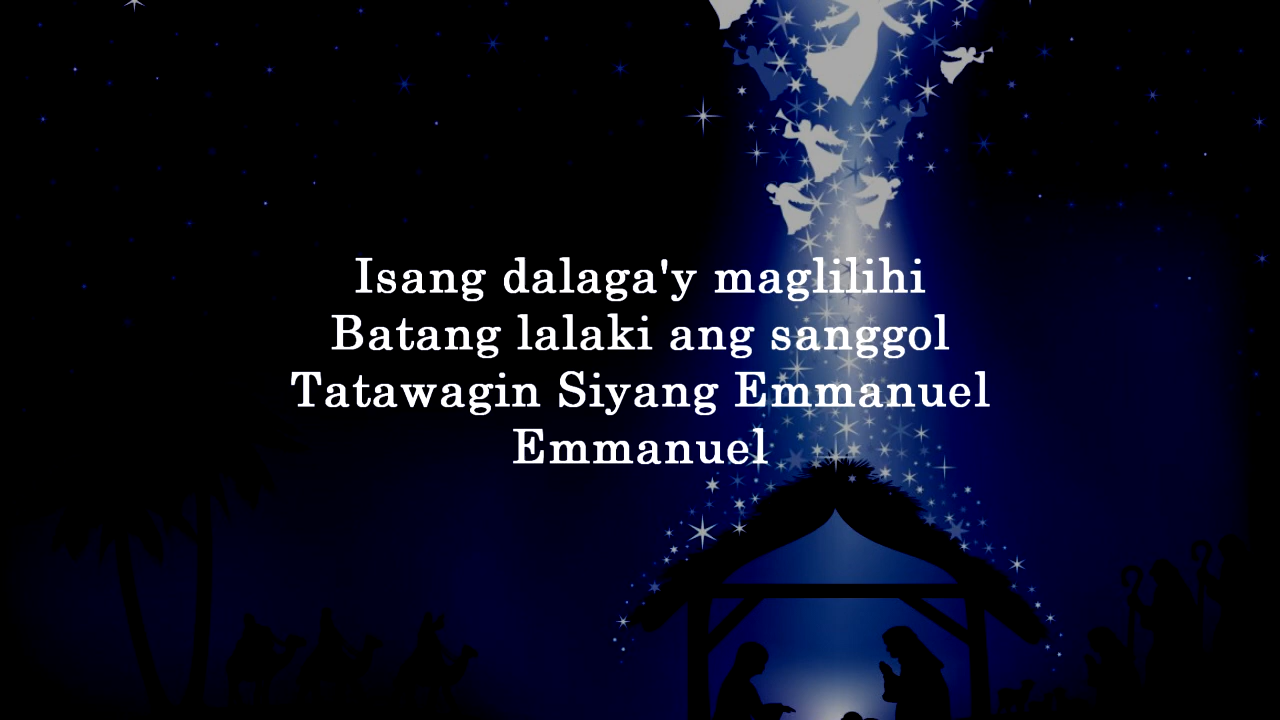 Isang dalaga'y maglilihi
Batang lalaki ang sanggol
Tatawagin Siyang Emmanuel
Emmanuel